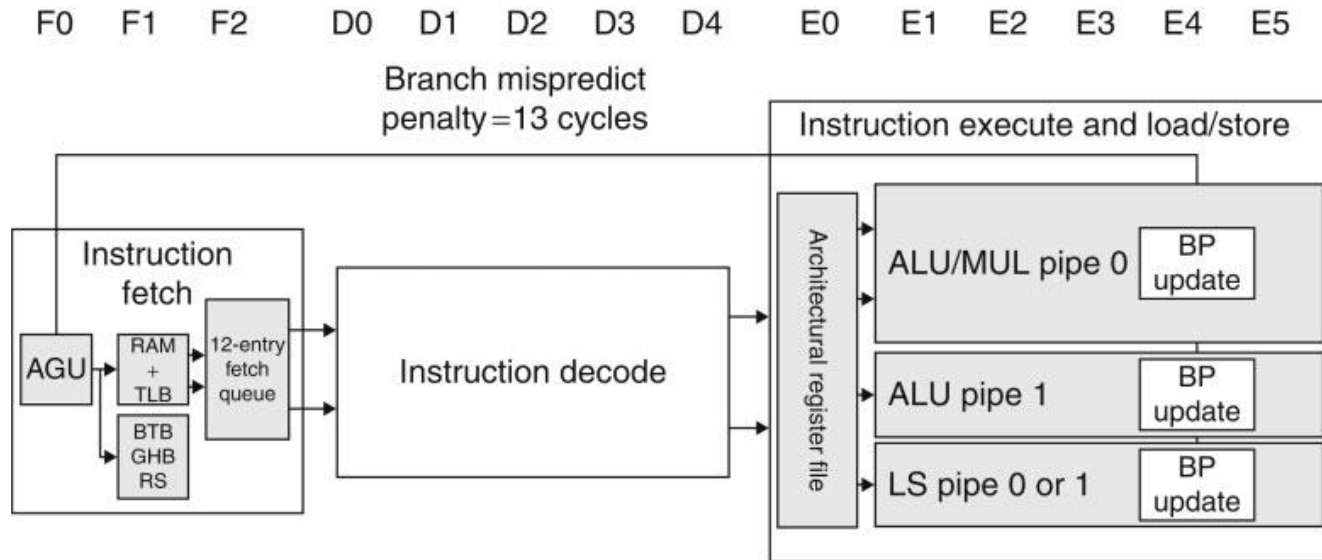 F0 F1 F2 D0 D1 D2 D3 D4 E0 E1 E2 E3 E4 E5
Branch mispredict
penalty=13 cycles
Instruction execute and load/store
Instruction
fetch
AGU
RAM
+
TLB
BTB
GHB
RS
12-entry
fetch
queue
Instruction decode
Architectural register file
ALU/MUL pipe 0
BP
update
ALU pipe 1
BP
update
LS pipe 0 or 1
BP
update